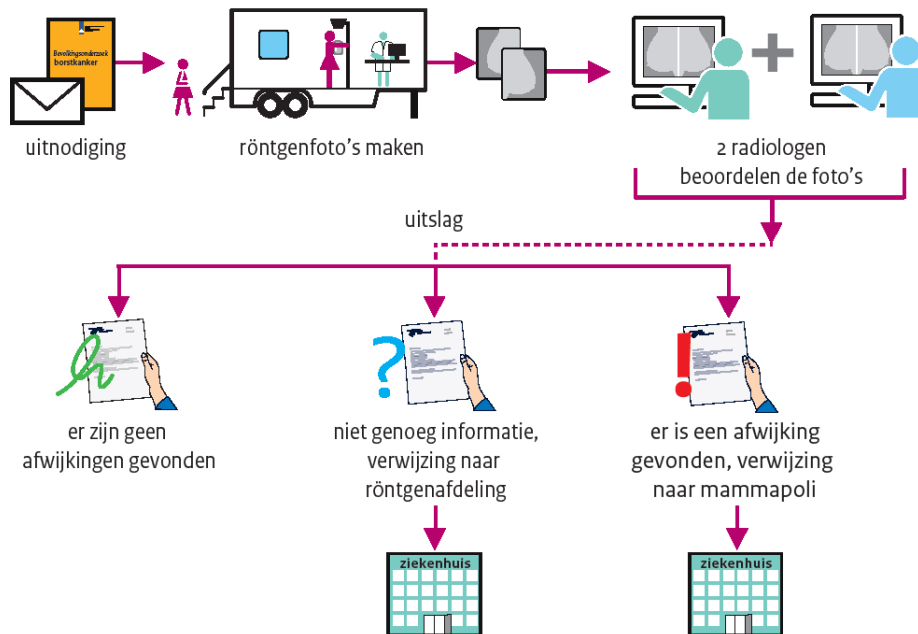 Bevolkingsonderzoek
borstkanker
uitnodiging
röntgenfoto's maken
2 radiologen
beoordelen de foto's
uitslag
er zijn geen
afwijkingen gevonden
niet genoeg informatie,
verwijzing naar
röntgenafdeling
er is een afwijking
gevonden, verwijzing
naar mammapoli
ziekenhuis
ziekenhuis